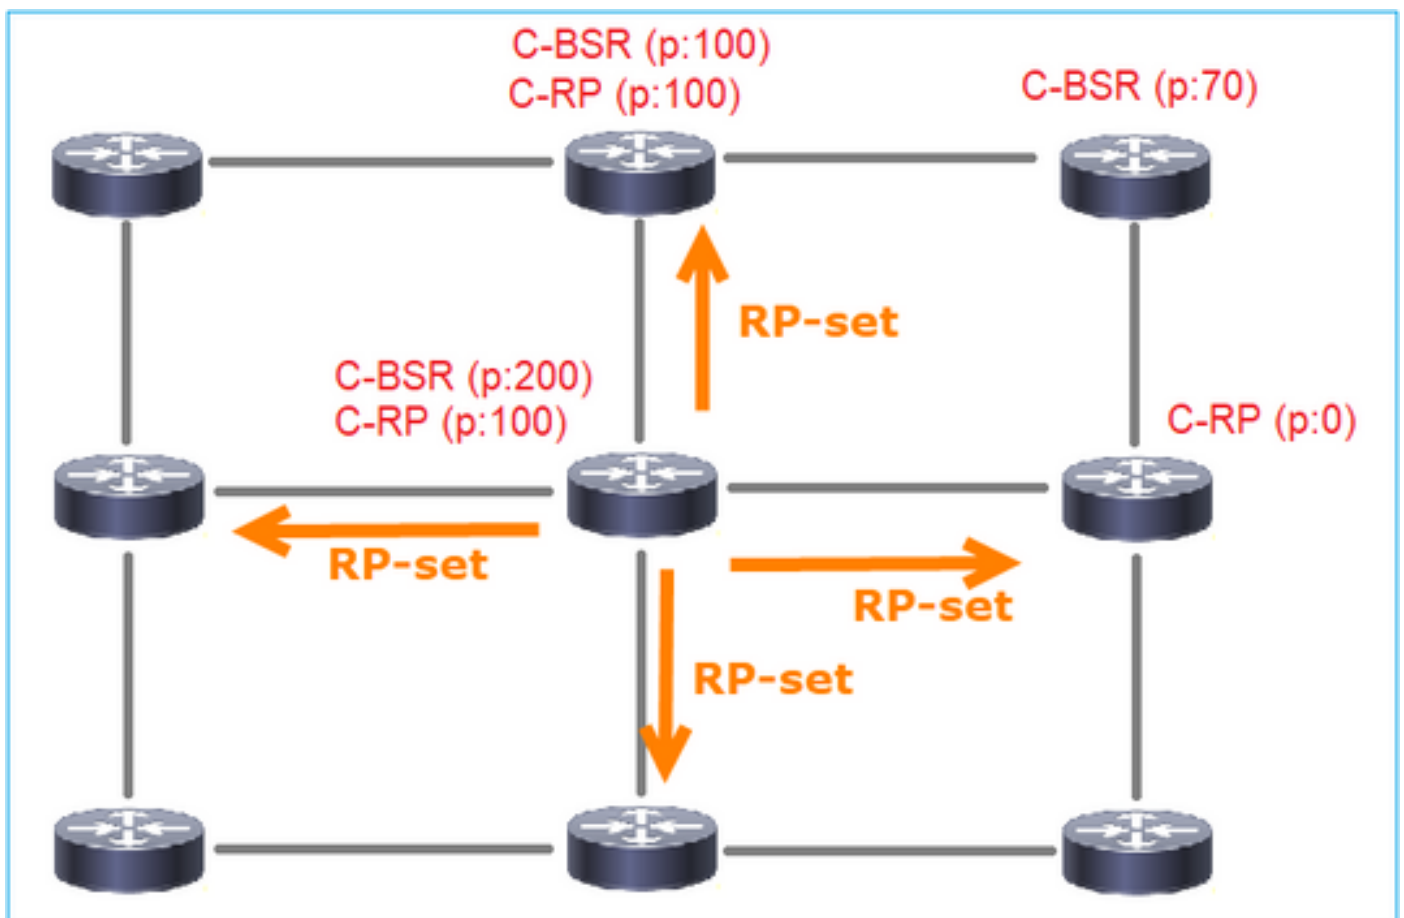 C-BSR (p:100)
C-RP (p:100)
C-BSR (p:70)
RP-set
C-BSR (p:200)
C-RP (p:100)
C-RP (p:0)
RP-set
RP-set
RP-set